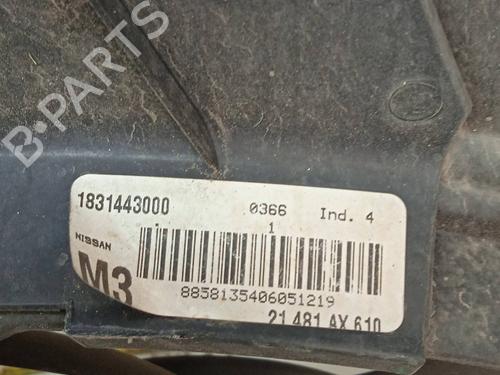 B-PARTS
1831443000 0366 Ind. 4
1
NISSAN
M3
8858135406051219
21 481 AX 610